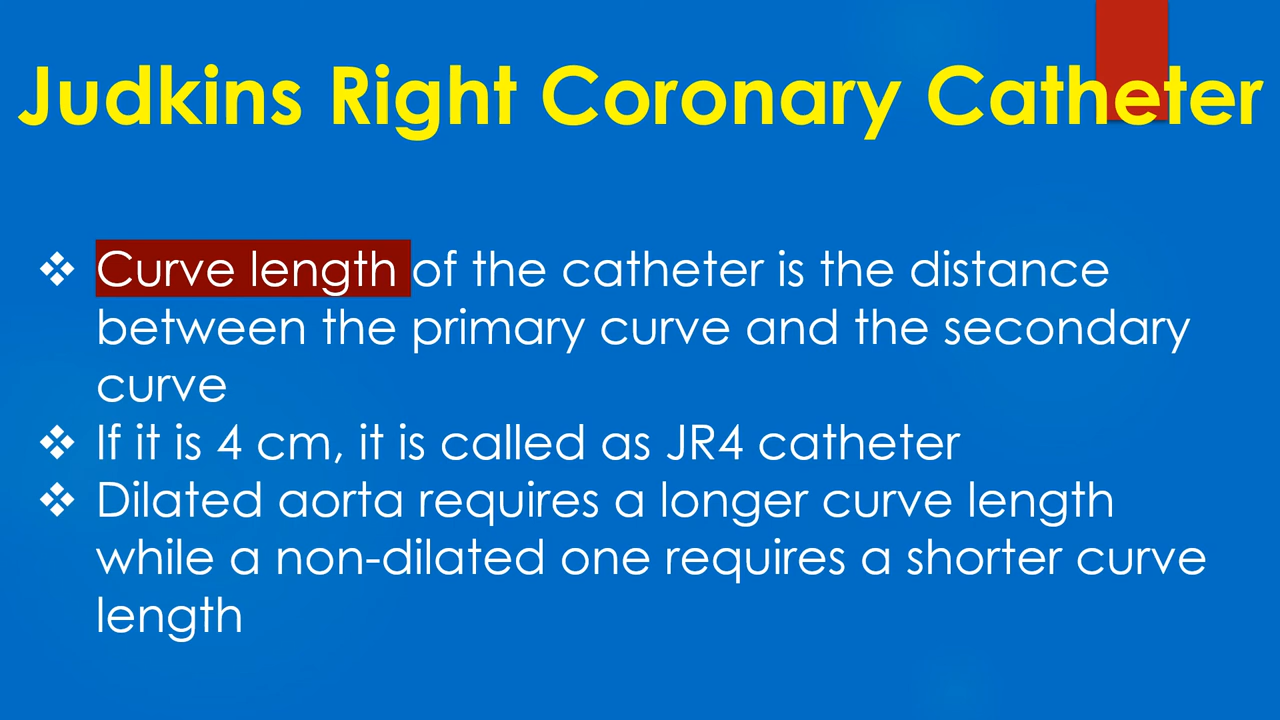 Judkins Right Coronary Catheter
❖ Curve length of the catheter is the distance
between the primary curve and the secondary
curve
❖ If it is 4 cm, it is called as JR4 catheter
❖ Dilated aorta requires a longer curve length
while a non-dilated one requires a shorter curve
length